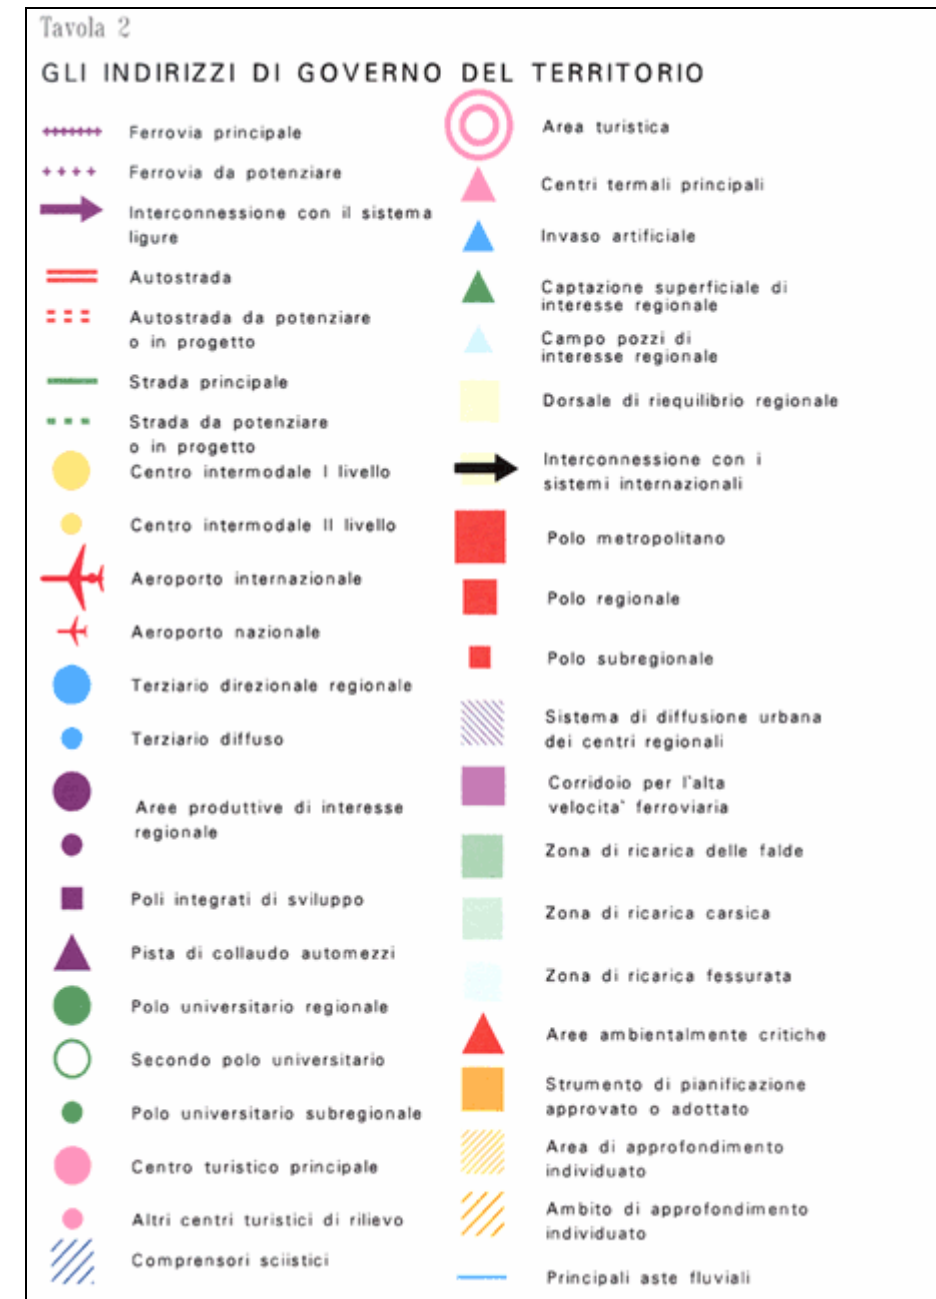 Tavola 2
GLI INDIRIZZI DI GOVERNO DEL TERRITORIO
Ferrovia principale
Ferrovia da potenziare
Interconnessione con il sistema
ligure
Autostrada
Autostrada da potenziare
o in progetto
Strada principale
Strada da potenziare
o in progetto
Centro intermodale I livello
Centro intermodale II livello
Aeroporto internazionale
Aeroporto nazionale
Terziario direzionale regionale
Terziario diffuso
Aree produttive di interesse
regionale
Poli integrati di sviluppo
Pista di collaudo automezzi
Polo universitario regionale
Secondo polo universitario
Polo universitario subregionale
Centro turistico principale
Altri centri turistici di rilievo
Comprensori sciistici
Area turistica
Centri termali principali
Invaso artificiale
Captazione superficiale di
interesse regionale
Campo pozzi di
interesse regionale
Dorsale di riequilibrio regionale
Interconnessione con i
sistemi internazionali
Polo metropolitano
Polo regionale
Polo subregionale
Sistema di diffusione urbana
dei centri regionali
Corridoio per l'alta
velocita' ferroviaria
Zona di ricarica delle falde
Zona di ricarica carsica
Zona di ricarica fessurata
Aree ambientalmente critiche
Strumento di pianificazione
approvato o adottato
Area di approfondimento
individuato
Ambito di approfondimento
individuato
Principali aste fluviali